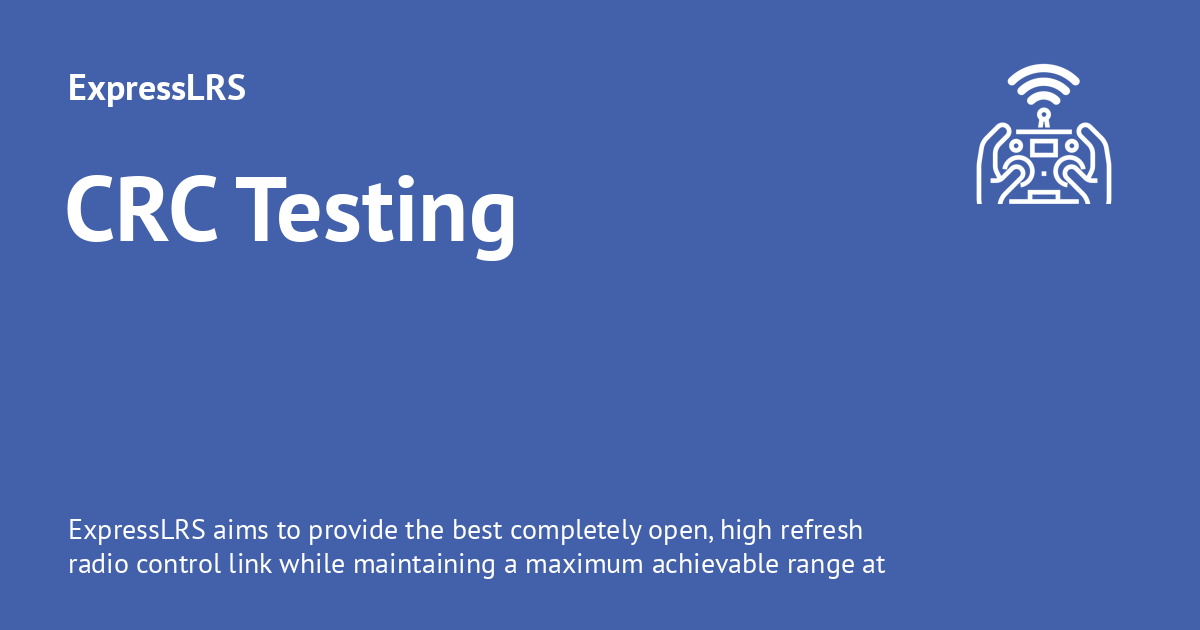 ExpressLRS
CRC Testing
ExpressLRS aims to provide the best completely open, high refresh
radio control link while maintaining a maximum achievable range at